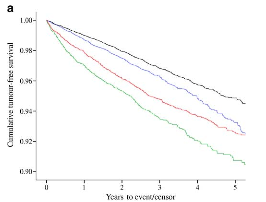 a
1.00
0.98
0.96
0.94
0.92
0.90
Cumulative tumour-free survival
0 1 2 3 4 5
Years to event/censor